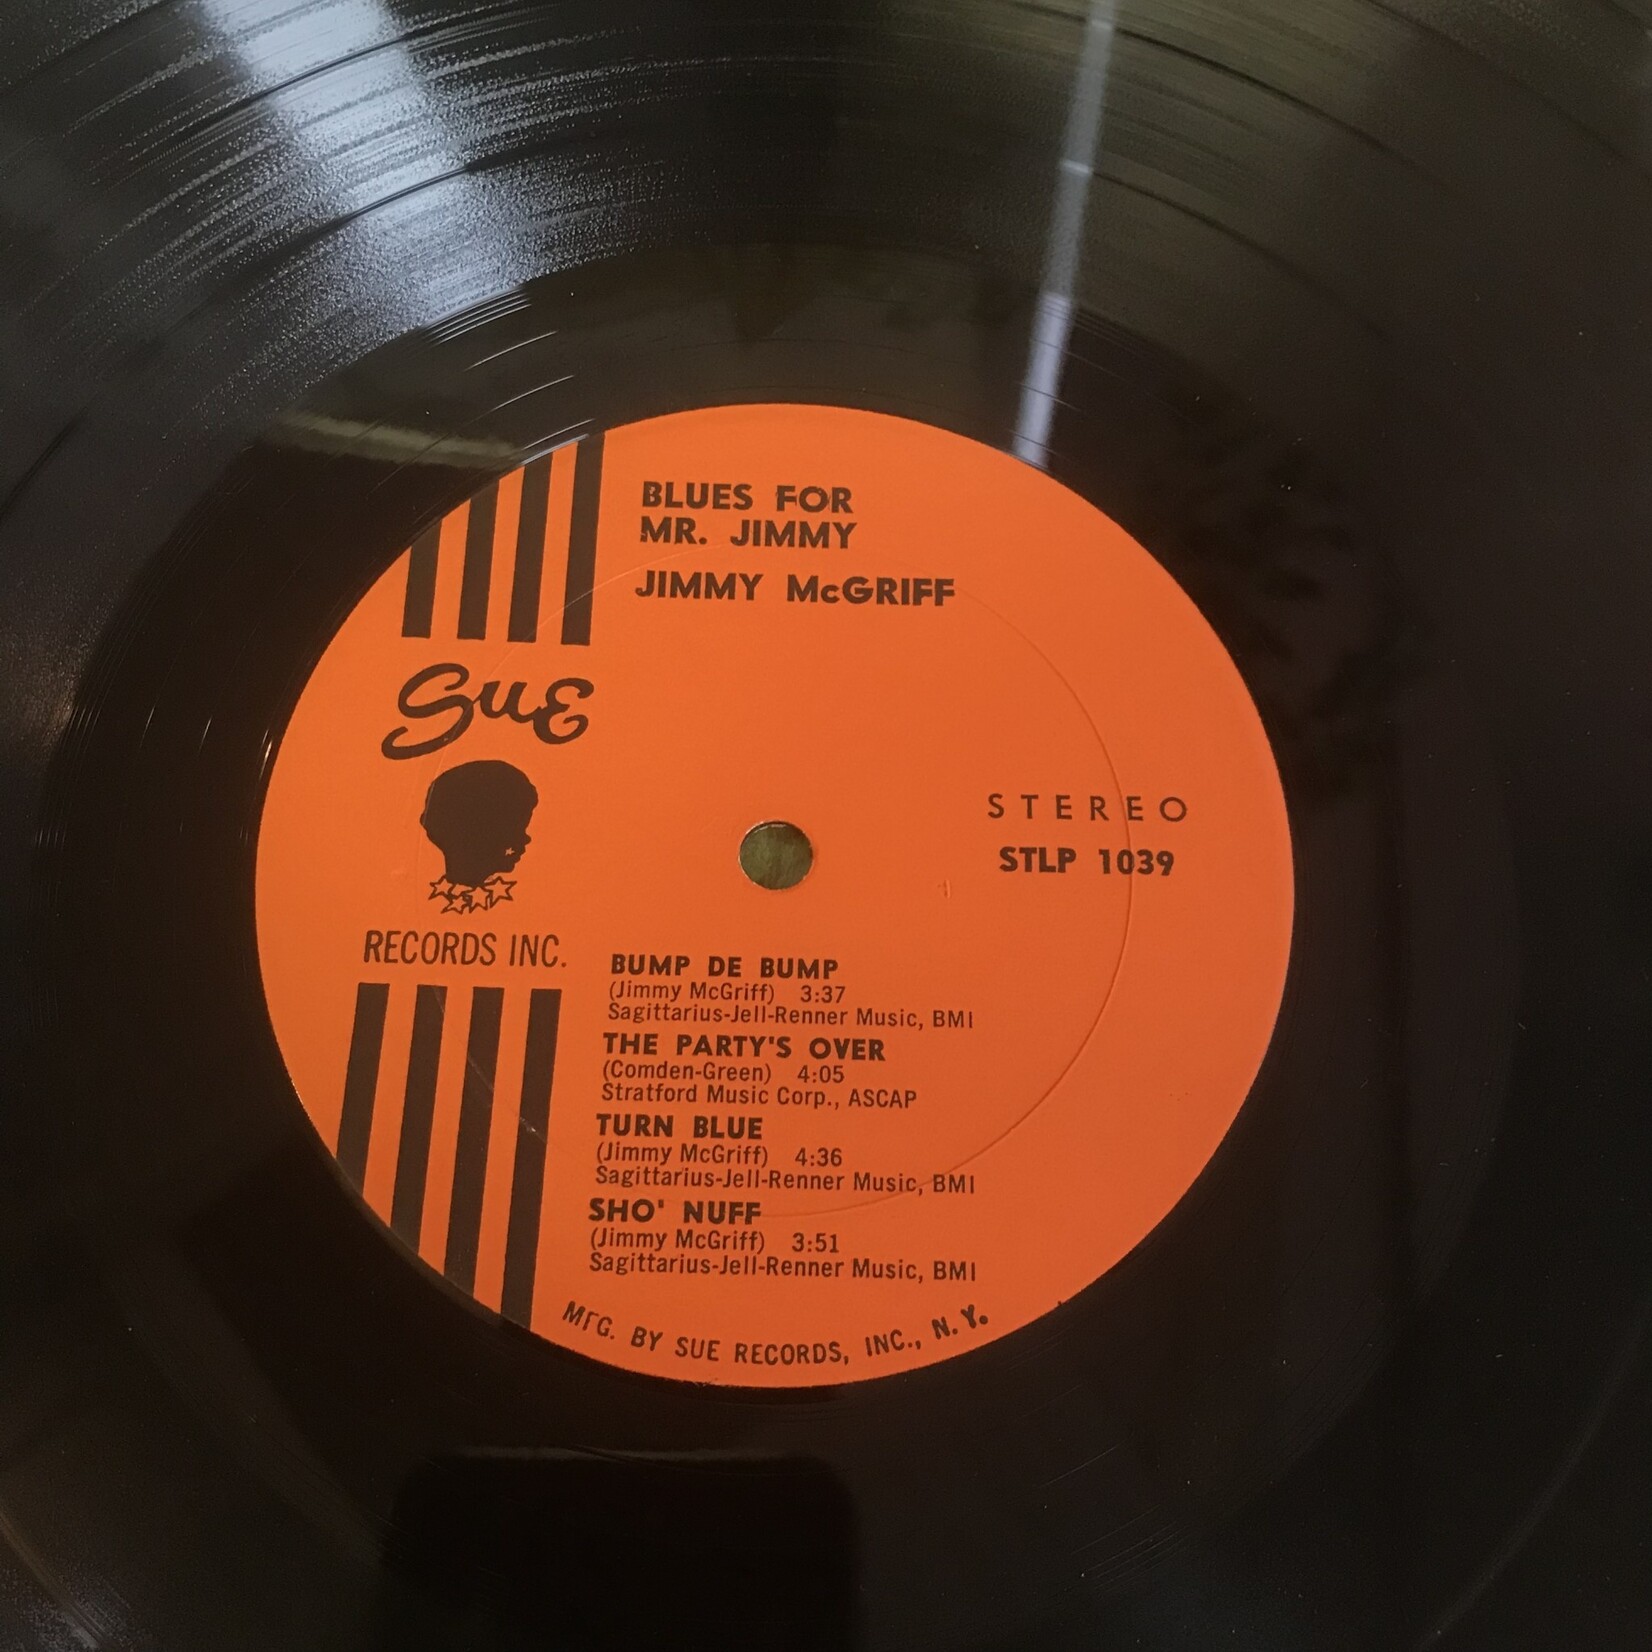 BLUES FOR
MR. JIMMY
JIMMY McGRIFF
Sue
RECORDS INC.
STEREO
STLP 1039
BUMP DE BUMP
(Jimmy McGriff) 3:37
Sagittarius-Jell-Renner Music, BMI
THE PARTY'S OVER
(Comden-Green) 4:05
Stratford Music Corp., ASCAP
TURN BLUE
(Jimmy McGriff) 4:36
Sagittarius-Jell-Renner Music, BMI
SHO' NUFF
(Jimmy McGriff) 3:51
Sagittarius-Jell-Renner Music, BMI
MFG. BY SUE RECORDS, INC., N. Y.